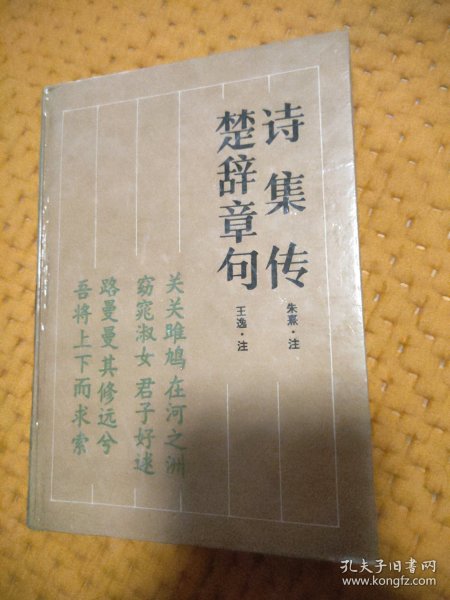 诗集传
朱熹·注
楚辞章句
王逸·注
关关雎鸠在河之洲
窈窕淑女君子好逑
路曼曼其修远兮
吾将上下而求索
孔夫子旧书网
www.kongfz.com